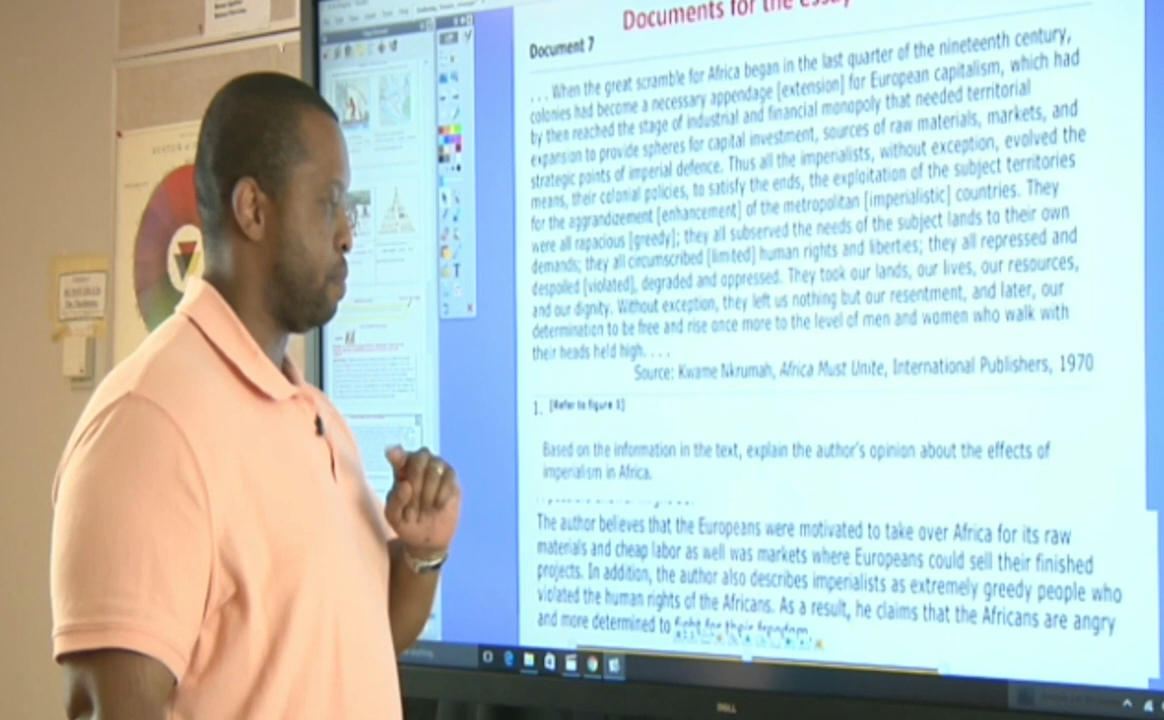 Documents for the essay
Document 7
. . . When the great scramble for Africa began in the last quarter of the nineteenth century,
colonies had become a necessary appendage [extension] for European capitalism, which had
by then reached the stage of industrial and financial monopoly that needed territorial
expansion to provide spheres for capital investment, sources of raw materials, markets, and
strategic points of imperial defence. Thus all the imperialists, without exception, evolved the
means, their colonial policies, to satisfy the ends, the exploitation of the subject territories
for the aggrandizement [enhancement] of the metropolitan [imperialistic] countries. They
were all rapacious [greedy]; they all subserved the needs of the subject lands to their own
demands; they all circumscribed [limited] human rights and liberties; they all repressed and
despoiled [violated], degraded and oppressed. They took our lands, our lives, our resources,
and our dignity. Without exception, they left us nothing but our resentment, and later, our
determination to be free and rise once more to the level of men and women who walk with
their heads held high. . . .
Source: Kwame Nkrumah, Africa Must Unite, International Publishers, 1970
1. [Refer to figure 1]
Based on the information in the text, explain the author's opinion about the effects of
imperialism in Africa.
The author believes that the Europeans were motivated to take over Africa for its raw
materials and cheap labor as well was markets where Europeans could sell their finished
projects. In addition, the author also describes imperialists as extremely greedy people who
violated the human rights of the Africans. As a result, he claims that the Africans are angry
and more determined to fight for their freedom.
DELL